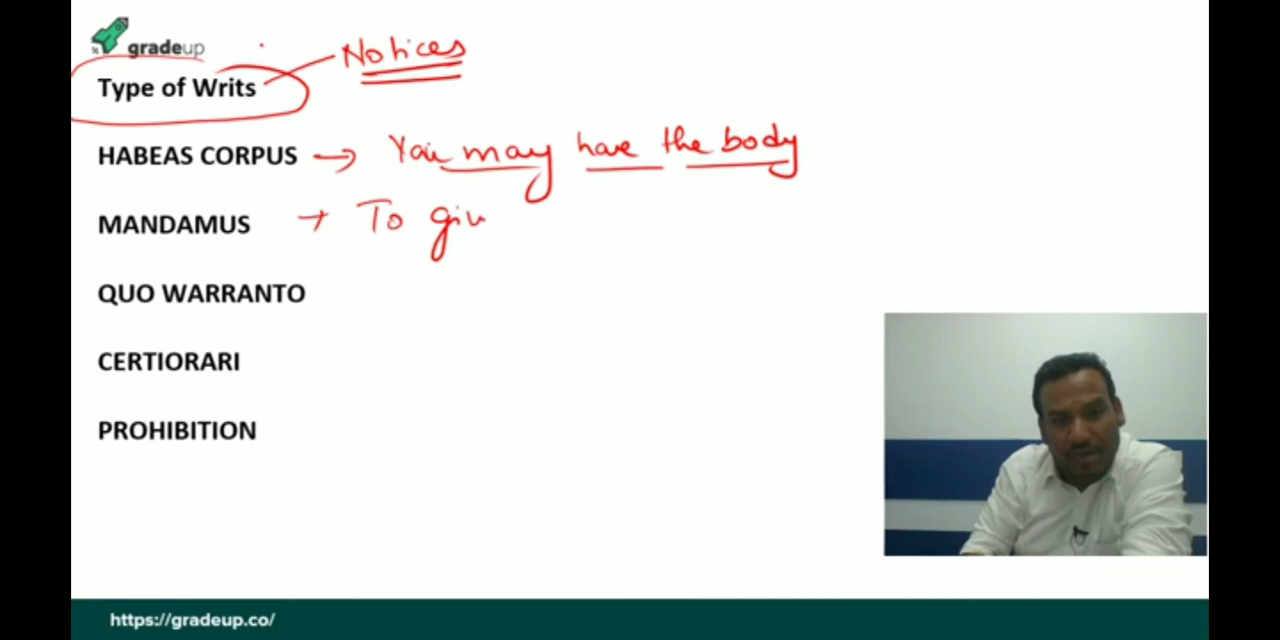 gradeup
Notices
Type of Writs
HABEAS CORPUS → You may have the body
MANDAMUS → To giv
QUO WARRANTO
CERTIORARI
PROHIBITION
https://gradeup.co/